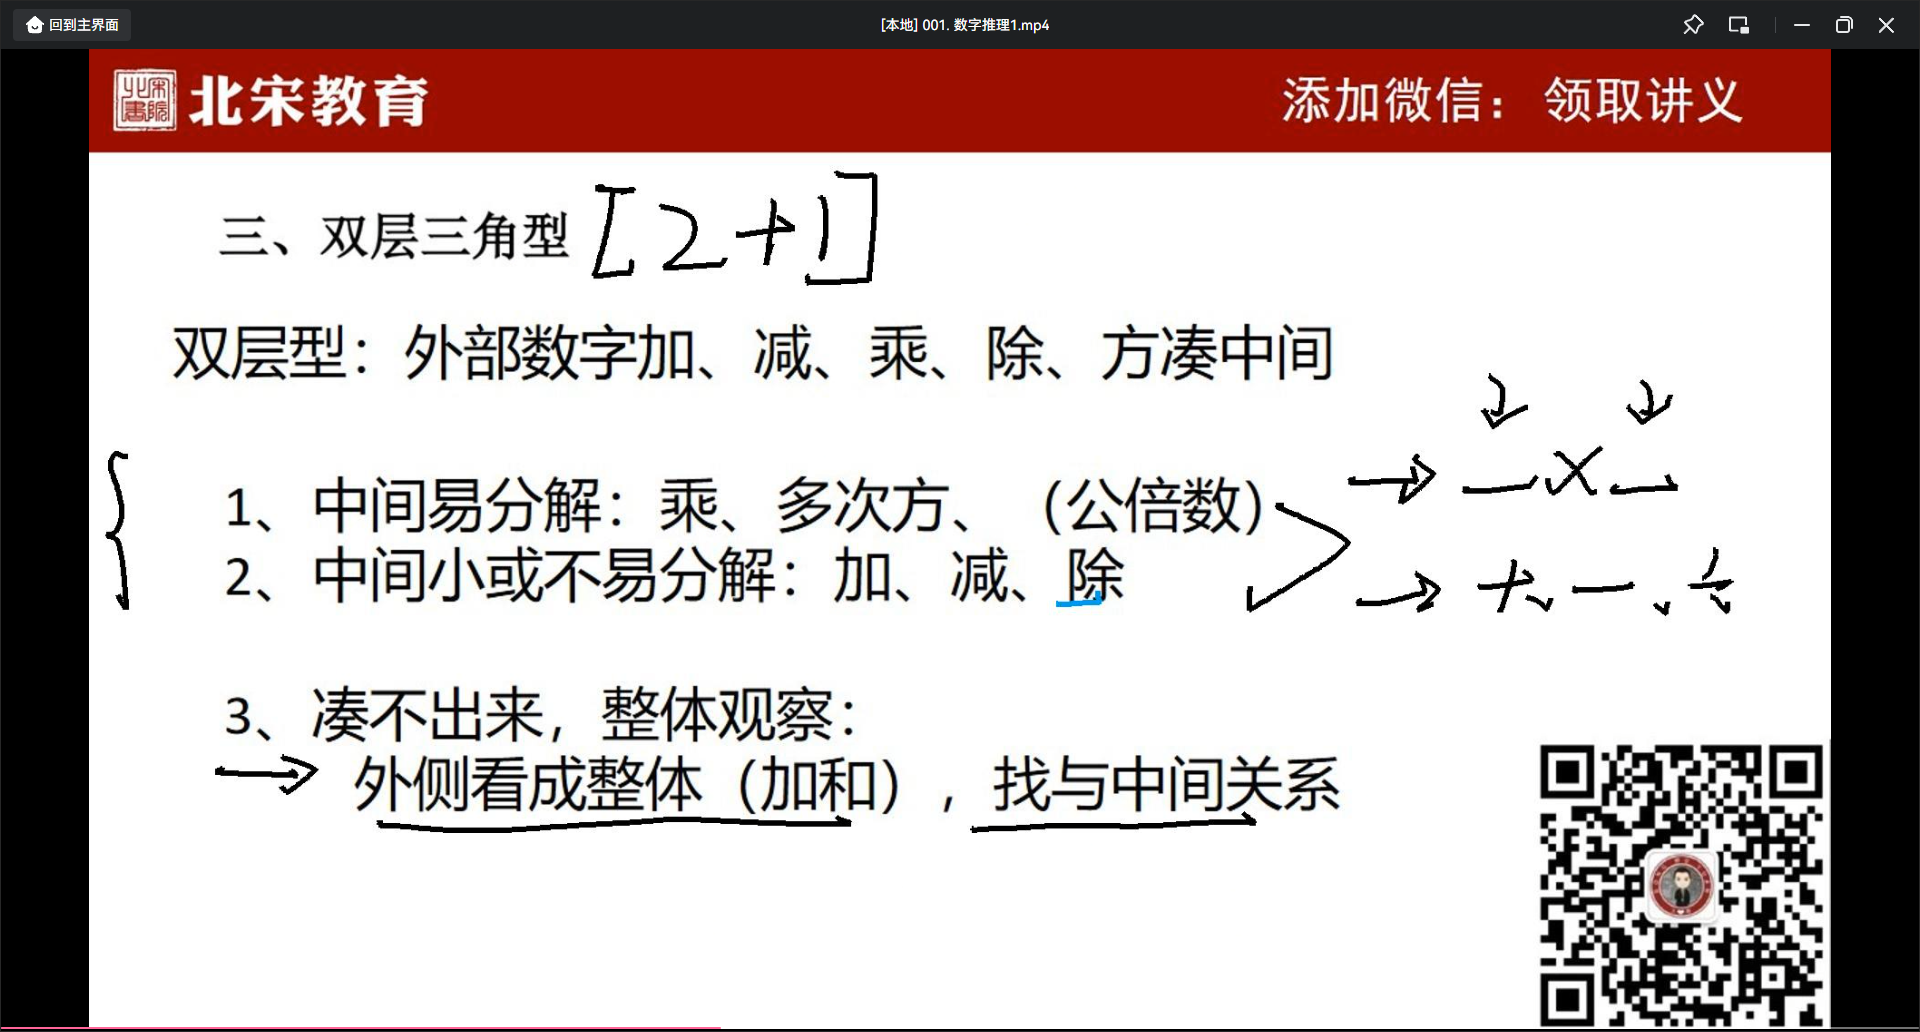 回到主界面
[本地] 001. 数字推理1.mp4
北宋書院
北宋教育
添加微信：领取讲义
三、双层三角型 [2+1]
双层型：外部数字加、减、乘、除、方凑中间
1、中间易分解：乘、多次方、（公倍数）
→ _×_
2、中间小或不易分解：加、减、除
→ +、－、÷
3、凑不出来，整体观察：
→ 外侧看成整体（加和），找与中间关系